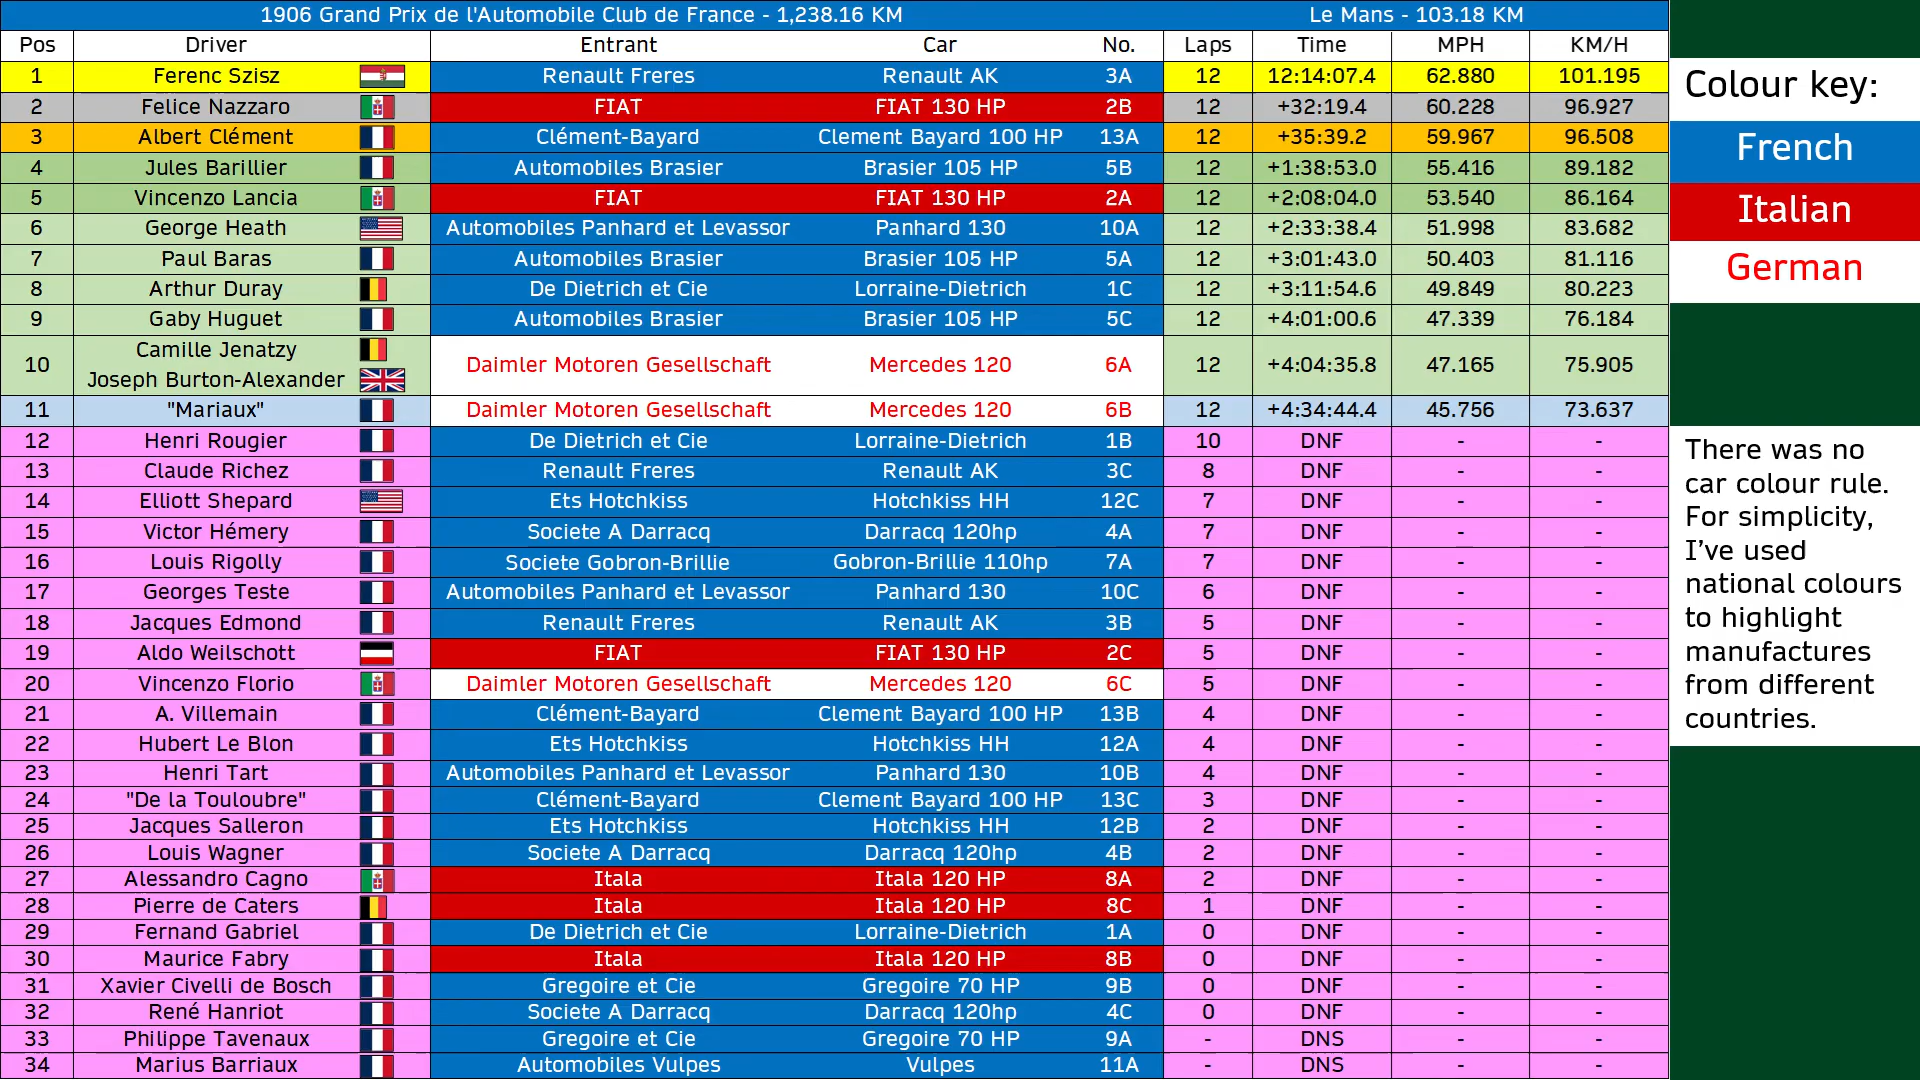 1906 Grand Prix de l'Automobile Club de France - 1,238.16 KM Le Mans - 103.18 KM
Pos Driver Entrant Car No. Laps Time MPH KM/H
1 Ferenc Szisz Renault Freres Renault AK 3A 12 12:14:07.4 62.880 101.195
2 Felice Nazzaro FIAT FIAT 130 HP 2B 12 +32:19.4 60.228 96.927
3 Albert Clément Clément-Bayard Clement Bayard 100 HP 13A 12 +35:39.2 59.967 96.508
4 Jules Barillier Automobiles Brasier Brasier 105 HP 5B 12 +1:38:53.0 55.416 89.182
5 Vincenzo Lancia FIAT FIAT 130 HP 2A 12 +2:08:04.0 53.540 86.164
6 George Heath Automobiles Panhard et Levassor Panhard 130 10A 12 +2:33:38.4 51.998 83.682
7 Paul Baras Automobiles Brasier Brasier 105 HP 5A 12 +3:01:43.0 50.403 81.116
8 Arthur Duray De Dietrich et Cie Lorraine-Dietrich 1C 12 +3:11:54.6 49.849 80.223
9 Gaby Huguet Automobiles Brasier Brasier 105 HP 5C 12 +4:01:00.6 47.339 76.184
10 Camille Jenatzy Daimler Motoren Gesellschaft Mercedes 120 6A 12 +4:04:35.8 47.165 75.905
Joseph Burton-Alexander
11 "Mariaux" Daimler Motoren Gesellschaft Mercedes 120 6B 12 +4:34:44.4 45.756 73.637
12 Henri Rougier De Dietrich et Cie Lorraine-Dietrich 1B 10 DNF - -
13 Claude Richez Renault Freres Renault AK 3C 8 DNF - -
14 Elliott Shepard Ets Hotchkiss Hotchkiss HH 12C 7 DNF - -
15 Victor Hémery Societe A Darracq Darracq 120hp 4A 7 DNF - -
16 Louis Rigolly Societe Gobron-Brillie Gobron-Brillie 110hp 7A 7 DNF - -
17 Georges Teste Automobiles Panhard et Levassor Panhard 130 10C 6 DNF - -
18 Jacques Edmond Renault Freres Renault AK 3B 5 DNF - -
19 Aldo Weilschott FIAT FIAT 130 HP 2C 5 DNF - -
20 Vincenzo Florio Daimler Motoren Gesellschaft Mercedes 120 6C 5 DNF - -
21 A. Villemain Clément-Bayard Clement Bayard 100 HP 13B 4 DNF - -
22 Hubert Le Blon Ets Hotchkiss Hotchkiss HH 12A 4 DNF - -
23 Henri Tart Automobiles Panhard et Levassor Panhard 130 10B 4 DNF - -
24 "De la Touloubre" Clément-Bayard Clement Bayard 100 HP 13C 3 DNF - -
25 Jacques Salleron Ets Hotchkiss Hotchkiss HH 12B 2 DNF - -
26 Louis Wagner Societe A Darracq Darracq 120hp 4B 2 DNF - -
27 Alessandro Cagno Itala Itala 120 HP 8A 2 DNF - -
28 Pierre de Caters Itala Itala 120 HP 8C 1 DNF - -
29 Fernand Gabriel De Dietrich et Cie Lorraine-Dietrich 1A 0 DNF - -
30 Maurice Fabry Itala Itala 120 HP 8B 0 DNF - -
31 Xavier Civelli de Bosch Gregoire et Cie Gregoire 70 HP 9B 0 DNF - -
32 René Hanriot Societe A Darracq Darracq 120hp 4C 0 DNF - -
33 Philippe Tavenaux Gregoire et Cie Gregoire 70 HP 9A - DNS - -
34 Marius Barriaux Automobiles Vulpes Vulpes 11A - DNS - -
Colour key:
French
Italian
German
There was no
car colour rule.
For simplicity,
I've used
national colours
to highlight
manufactures
from different
countries.